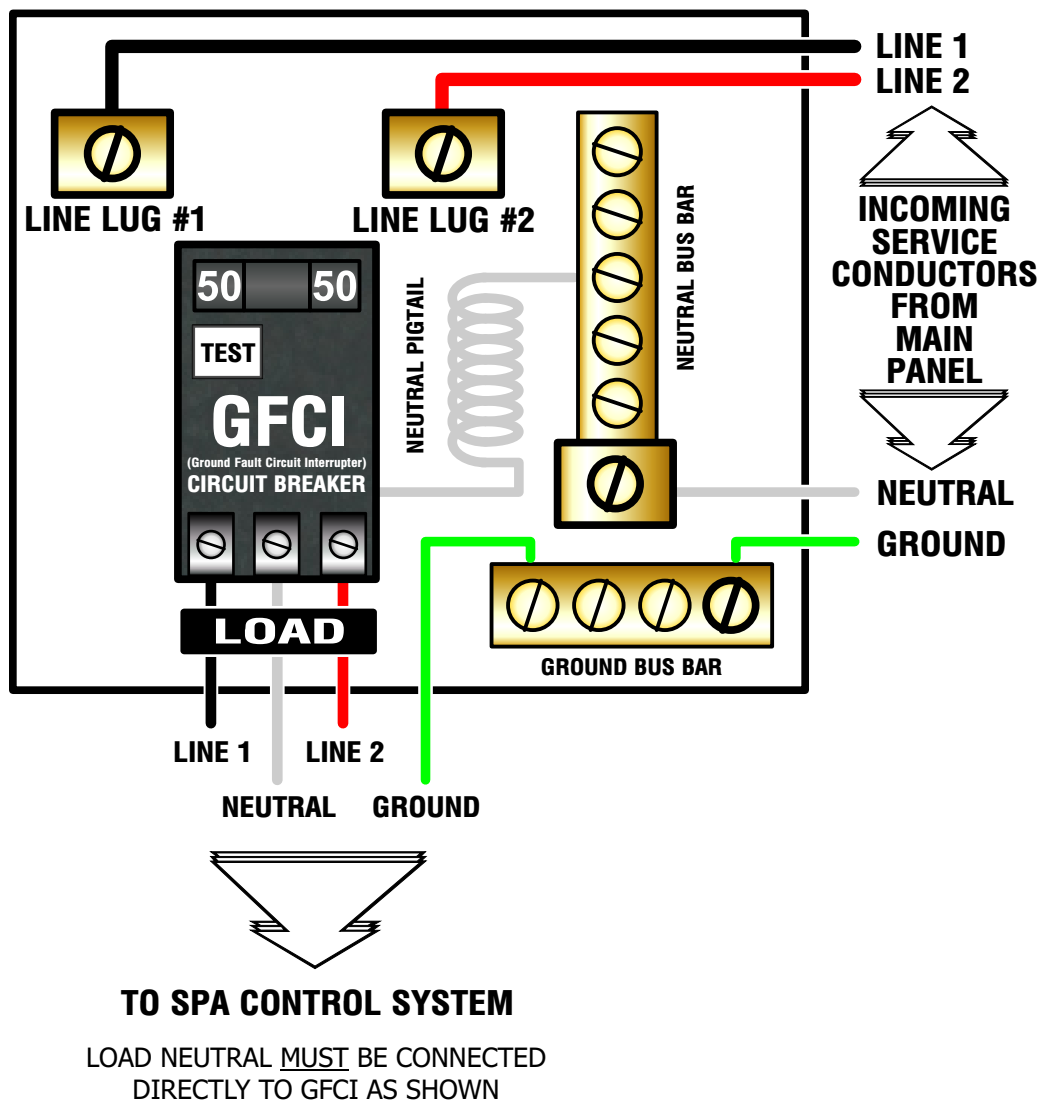 LINE 1
LINE 2
LINE LUG #1
LINE LUG #2
INCOMING
SERVICE
CONDUCTORS
FROM
MAIN
PANEL
NEUTRAL BUS BAR
NEUTRAL PIGTAIL
50
50
TEST
GFCI
(Ground Fault Circuit Interrupter)
CIRCUIT BREAKER
NEUTRAL
GROUND
LOAD
GROUND BUS BAR
LINE 1
LINE 2
NEUTRAL
GROUND
TO SPA CONTROL SYSTEM
LOAD NEUTRAL MUST BE CONNECTED
DIRECTLY TO GFCI AS SHOWN